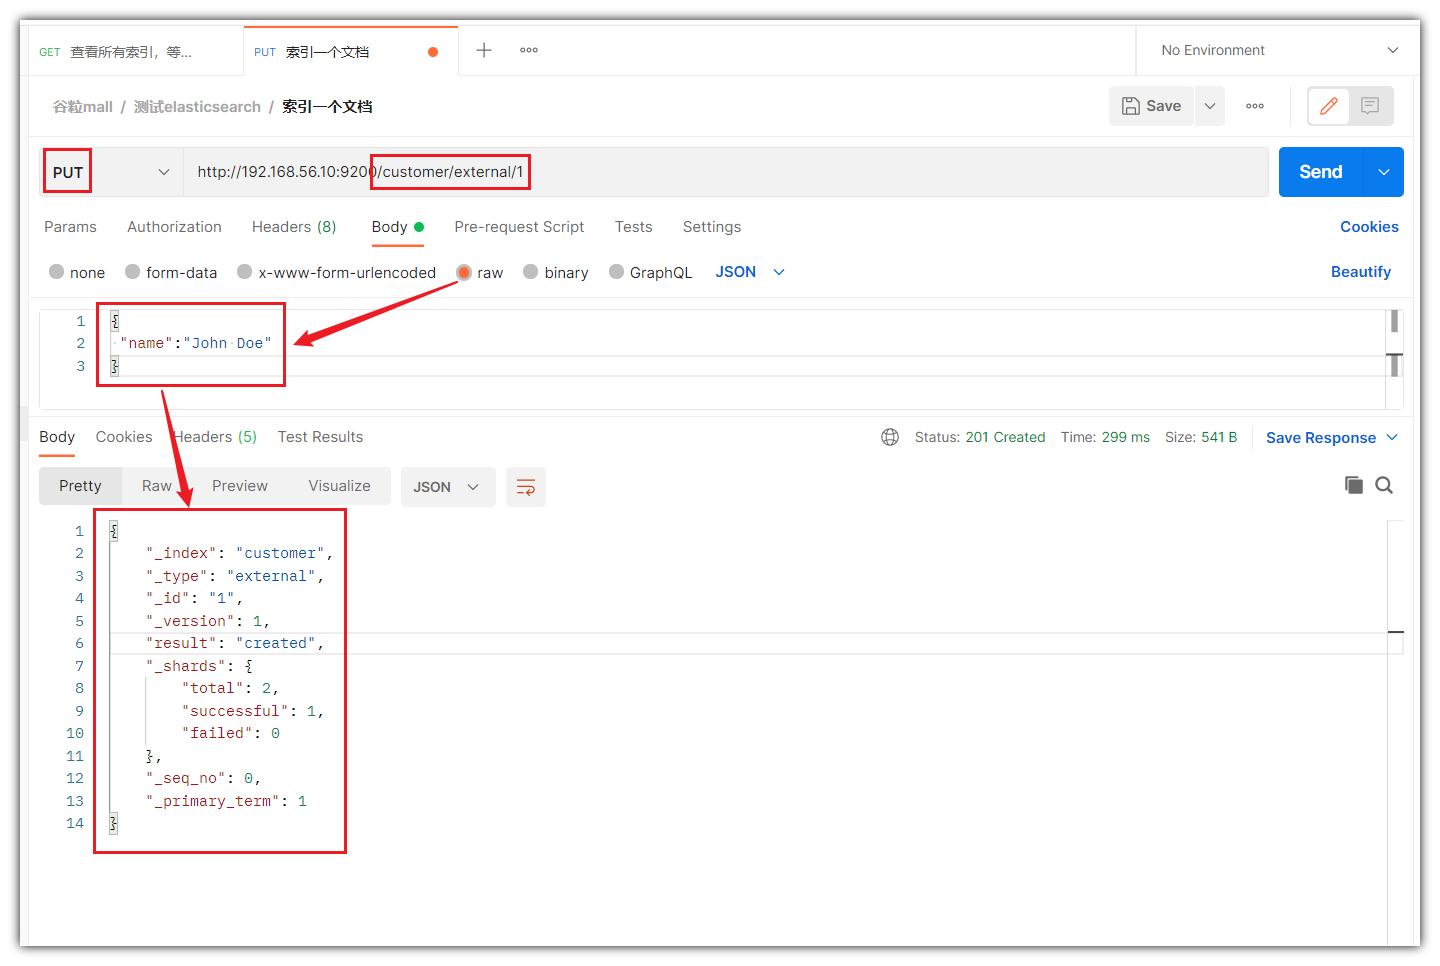 GET 查看所有索引，等... PUT 索引一个文档 No Environment
谷粒mall / 测试elasticsearch / 索引一个文档 Save
PUT http://192.168.56.10:9200/customer/external/1 Send
Params Authorization Headers (8) Body Pre-request Script Tests Settings Cookies
none form-data x-www-form-urlencoded raw binary GraphQL JSON Beautify
1 {
2 "name":"John Doe"
3 }
Body Cookies Headers (5) Test Results Status: 201 Created Time: 299 ms Size: 541 B Save Response
Pretty Raw Preview Visualize JSON
1 {
2 "_index": "customer",
3 "_type": "external",
4 "_id": "1",
5 "_version": 1,
6 "result": "created",
7 "_shards": {
8 "total": 2,
9 "successful": 1,
10 "failed": 0
11 },
12 "_seq_no": 0,
13 "_primary_term": 1
14 }